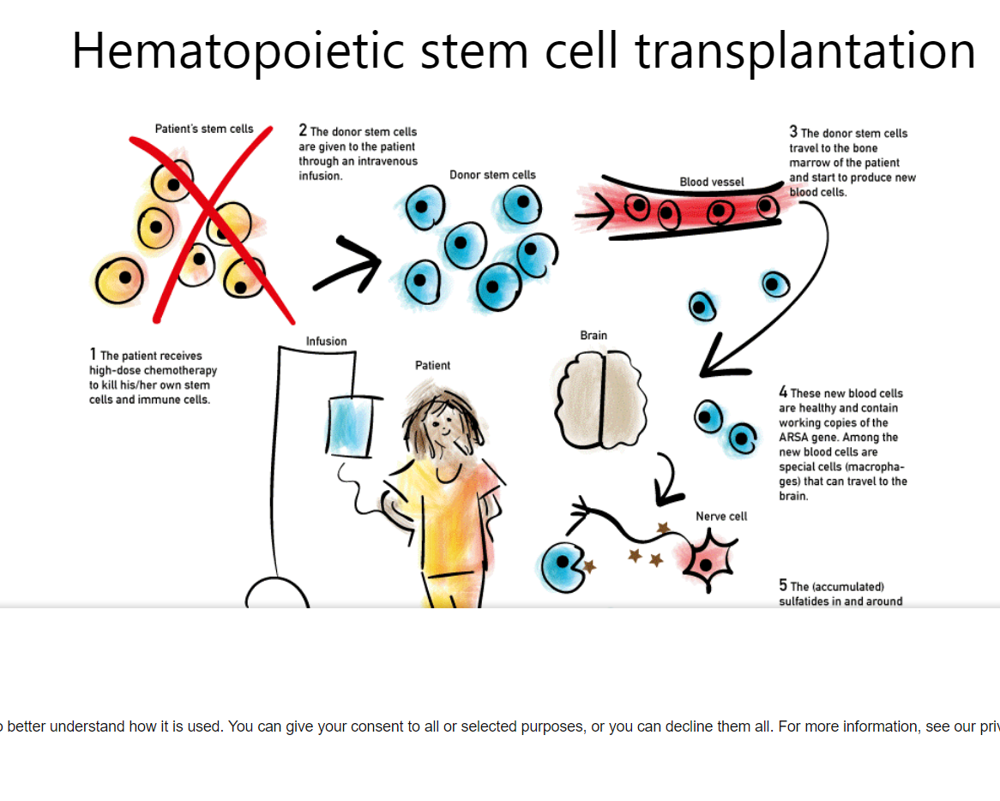 Hematopoietic stem cell transplantation
Patient's stem cells
2 The donor stem cells
are given to the patient
through an intravenous
infusion.
Donor stem cells
Blood vessel
3 The donor stem cells
travel to the bone
marrow of the patient
and start to produce new
blood cells.
1 The patient receives
high-dose chemotherapy
to kill his/her own stem
cells and immune cells.
Infusion
Patient
Brain
4 These new blood cells
are healthy and contain
working copies of the
ARSA gene. Among the
new blood cells are
special cells (macropha-
ges) that can travel to the
brain.
Nerve cell
5 The (accumulated)
sulfatides in and around
better understand how it is used. You can give your consent to all or selected purposes, or you can decline them all. For more information, see our